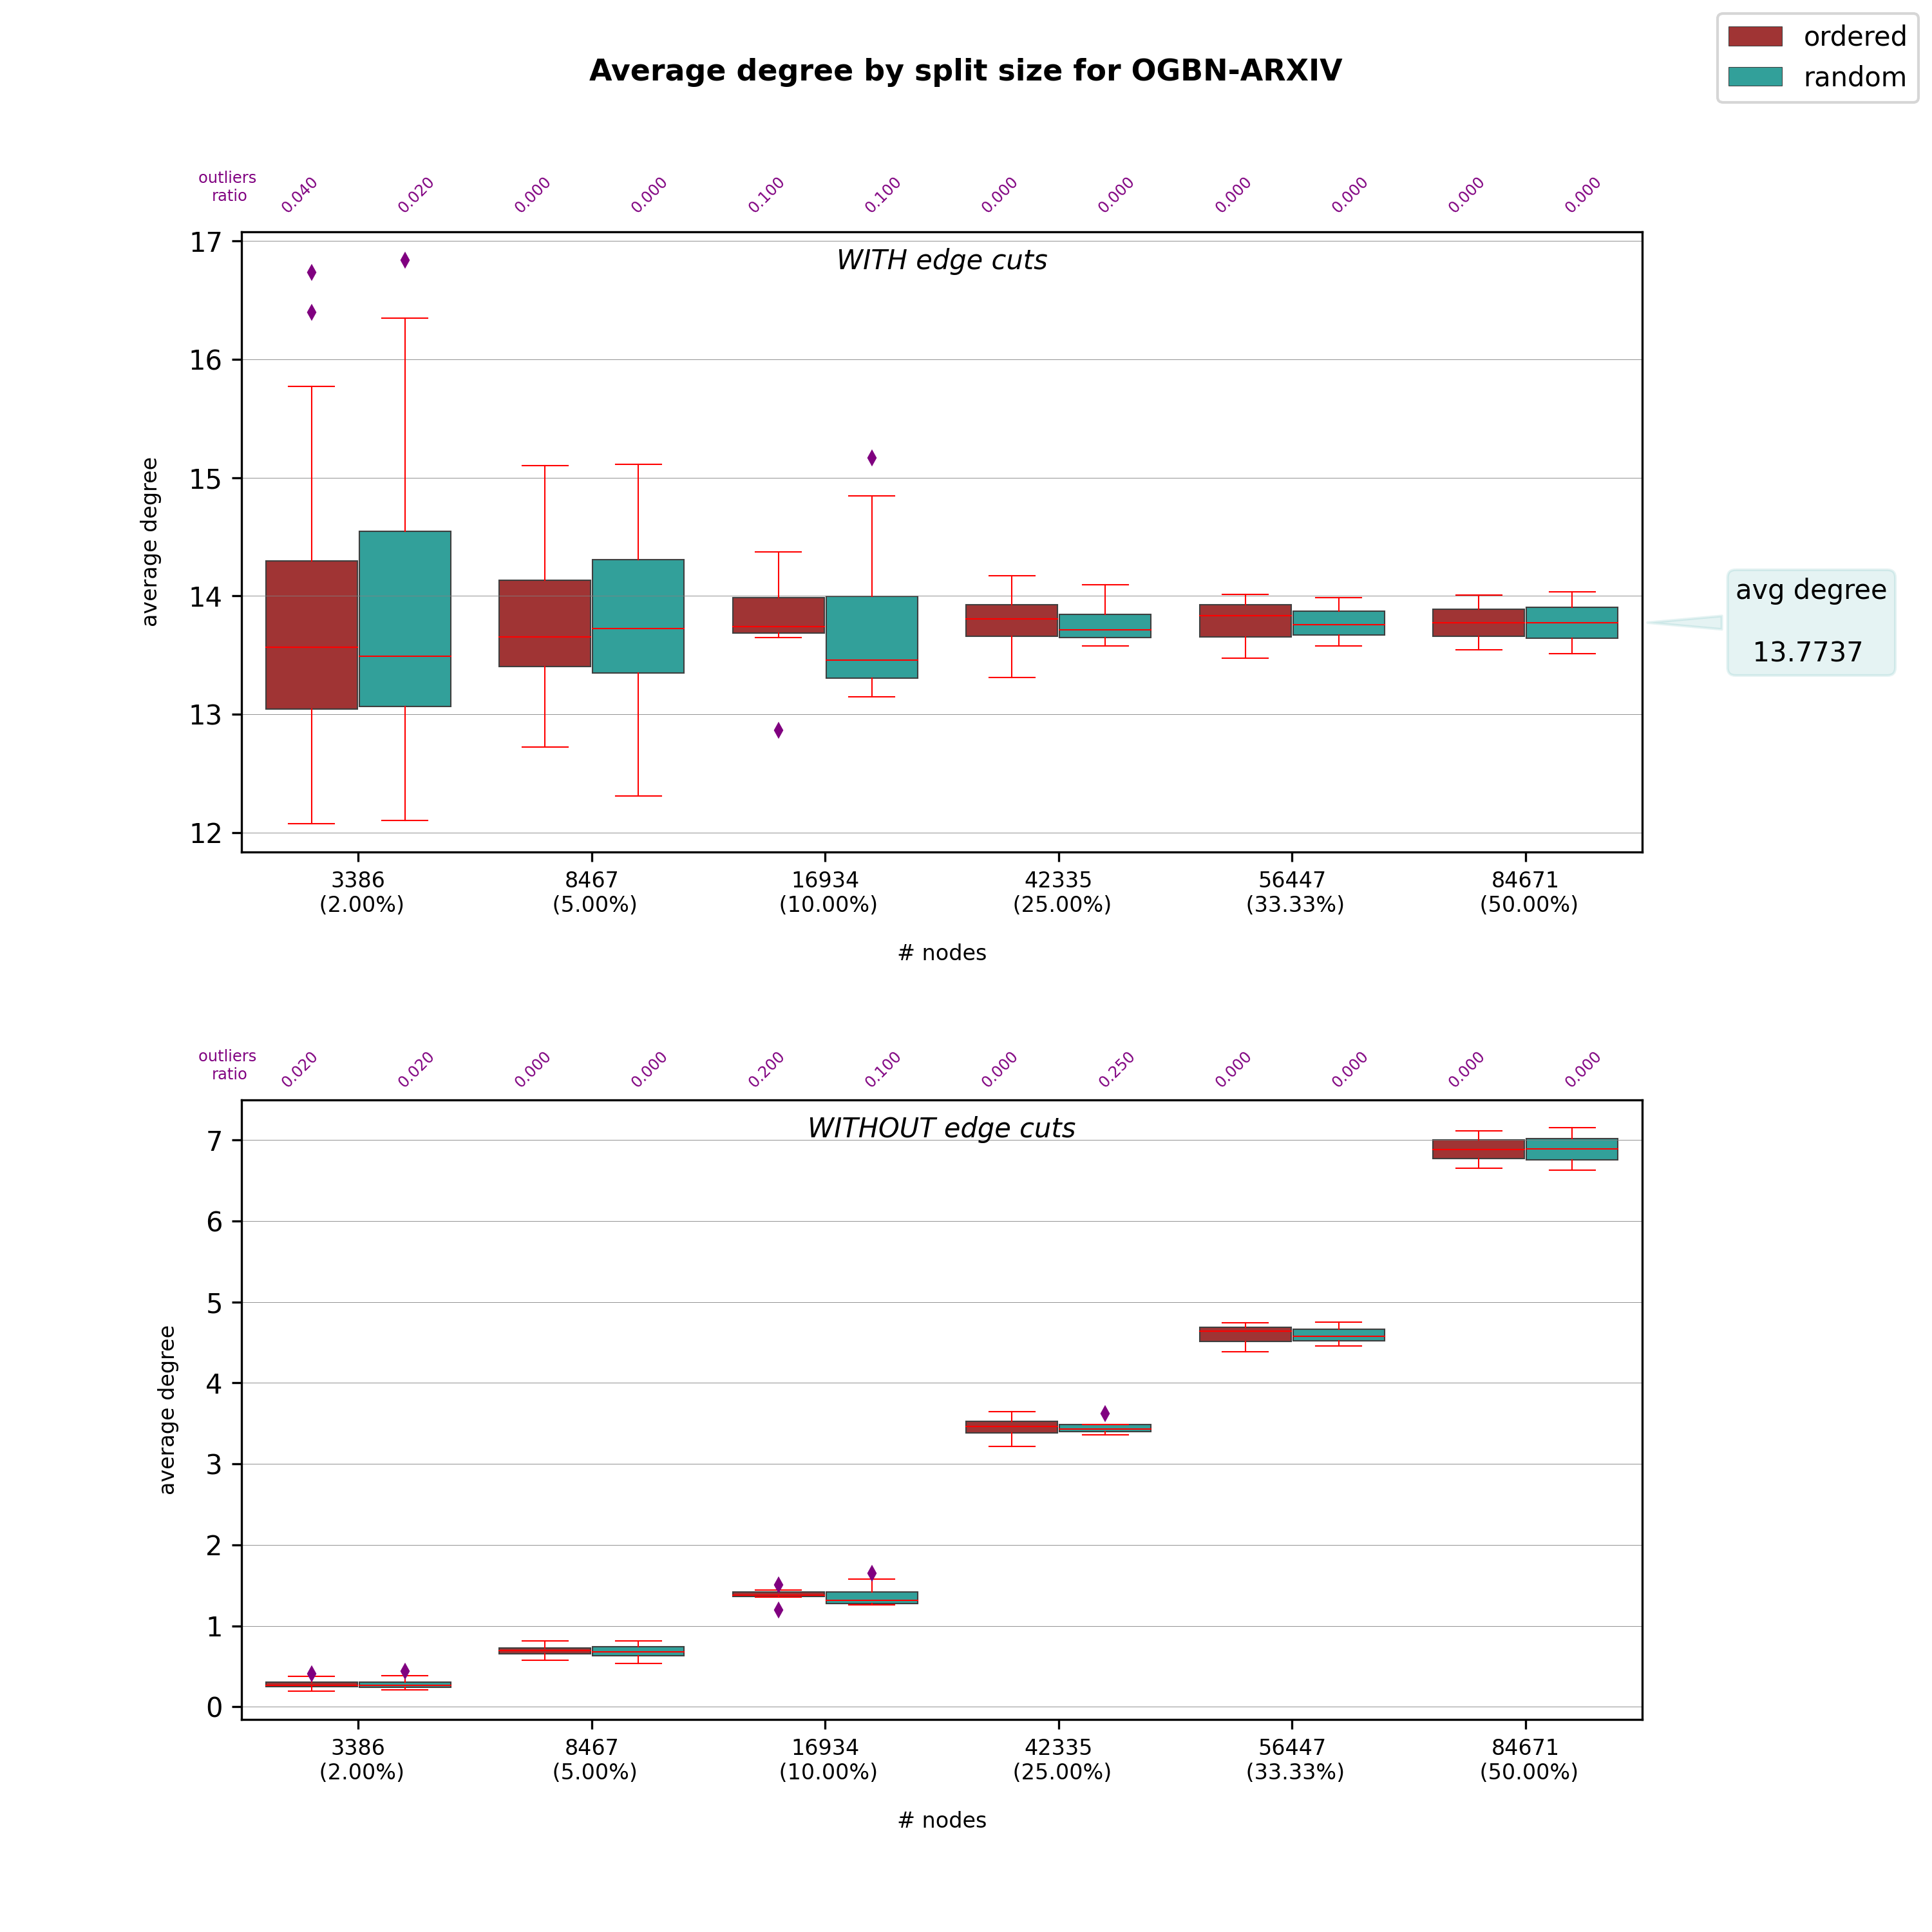 ordered
random
Average degree by split size for OGBN-ARXIV
outliers
ratio
0.040 0.020 0.000 0.000 0.100 0.100 0.000 0.000 0.000 0.000 0.000 0.000
WITH edge cuts
17
16
15
14
13
12
average degree
avg degree
13.7737
3386 8467 16934 42335 56447 84671
(2.00%) (5.00%) (10.00%) (25.00%) (33.33%) (50.00%)
# nodes
outliers
ratio
0.020 0.020 0.000 0.000 0.200 0.100 0.000 0.250 0.000 0.000 0.000 0.000
WITHOUT edge cuts
7
6
5
4
3
2
1
0
average degree
3386 8467 16934 42335 56447 84671
(2.00%) (5.00%) (10.00%) (25.00%) (33.33%) (50.00%)
# nodes